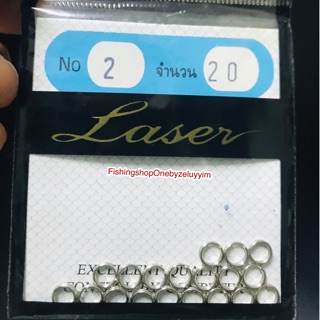 No 2 จำนวน 20
Laser
FishingshopOnebyzeluyyim
EXCELLENT QUALITY